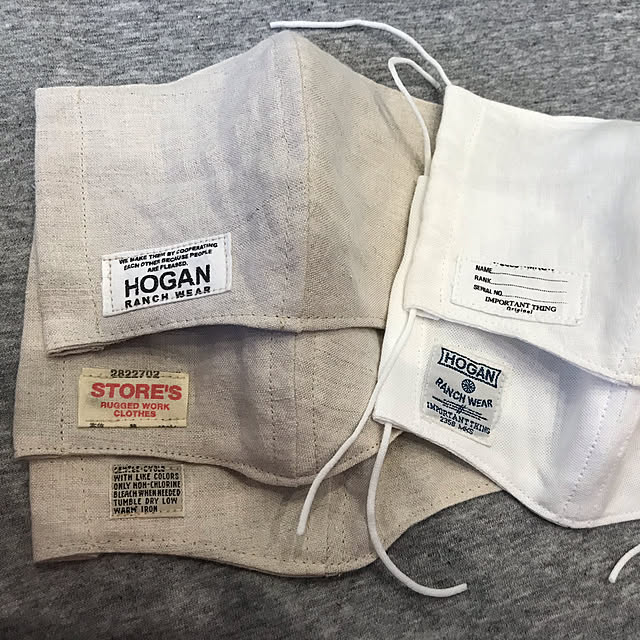 WE MAKE THEM BY COOPERATING
EACH OTHER BECAUSE PEOPLE
ARE PLEASED.
HOGAN
RANCH WEAR
2822702
STORE'S
RUGGED WORK
CLOTHES
WITH LIKE COLORS
ONLY NON-CHLORINE
BLEACH WHEN NEEDED
TUMBLE DRY LOW
WARM IRON
NAME
RANK
SERIAL NO.
IMPORTANT THING
Original
HOGAN
RANCH WEAR
IMPORTANT THING